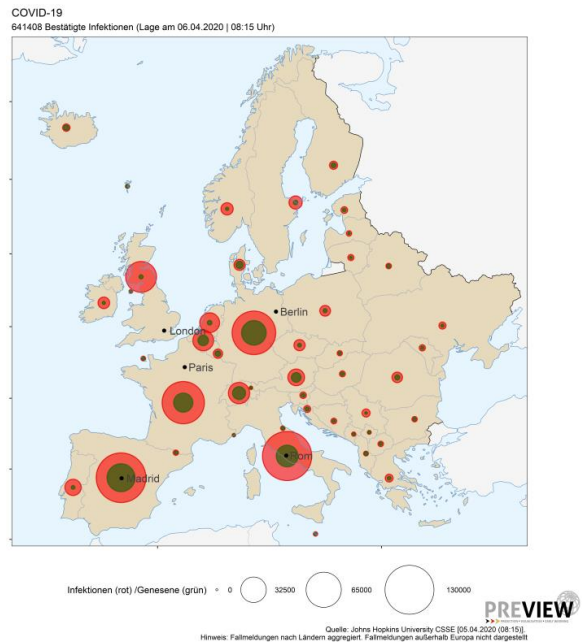 COVID-19
641408 Bestätigte Infektionen (Lage am 06.04.2020 | 08:15 Uhr)
Berlin
London
Paris
Rom
Madrid
Infektionen (rot) /Genesene (grün)
0
32500
65000
130000
PREVIEW
Quelle: Johns Hopkins University CSSE [05.04.2020 (08:15)].
Hinweis: Fallmeldungen nach Ländern aggregiert. Fallmeldungen außerhalb Europa nicht dargestellt